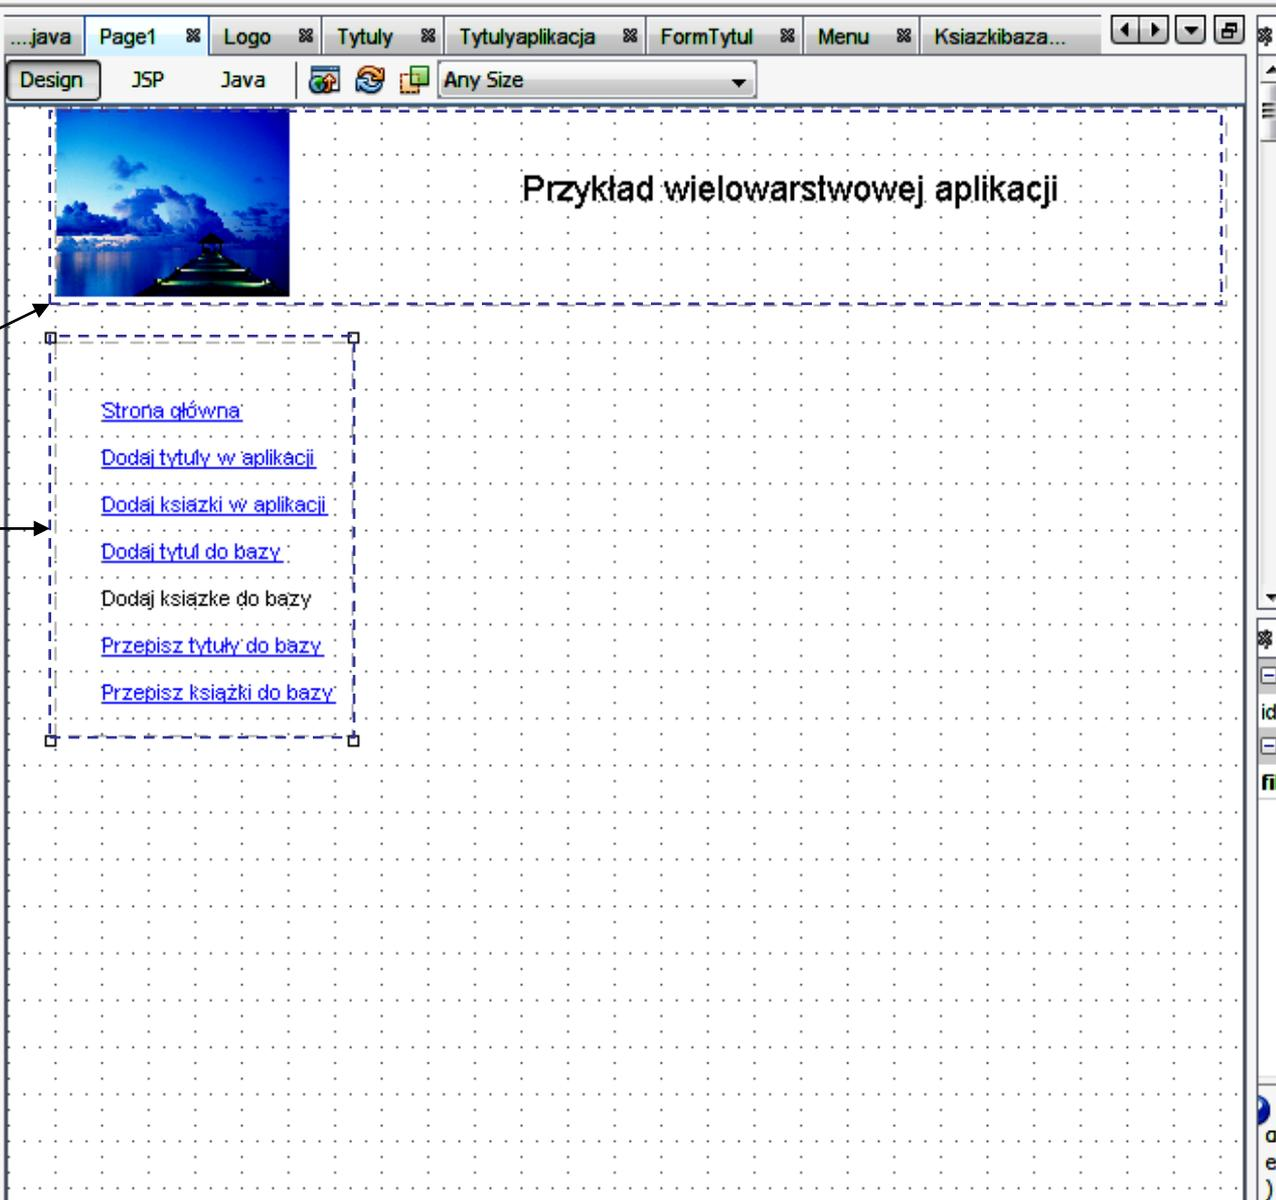 ....java Page1 Logo Tytuly Tytulyaplikacja FormTytul Menu Ksiazkibaza...
Design JSP Java Any Size
Przykład wielowarstwowej aplikacji
Strona główna
Dodaj tytuly w aplikacji
Dodaj ksiazki w aplikacji
Dodaj tytul do bazy
Dodaj ksiazke do bazy
Przepisz tytuły do bazy
Przepisz książki do bazy
id